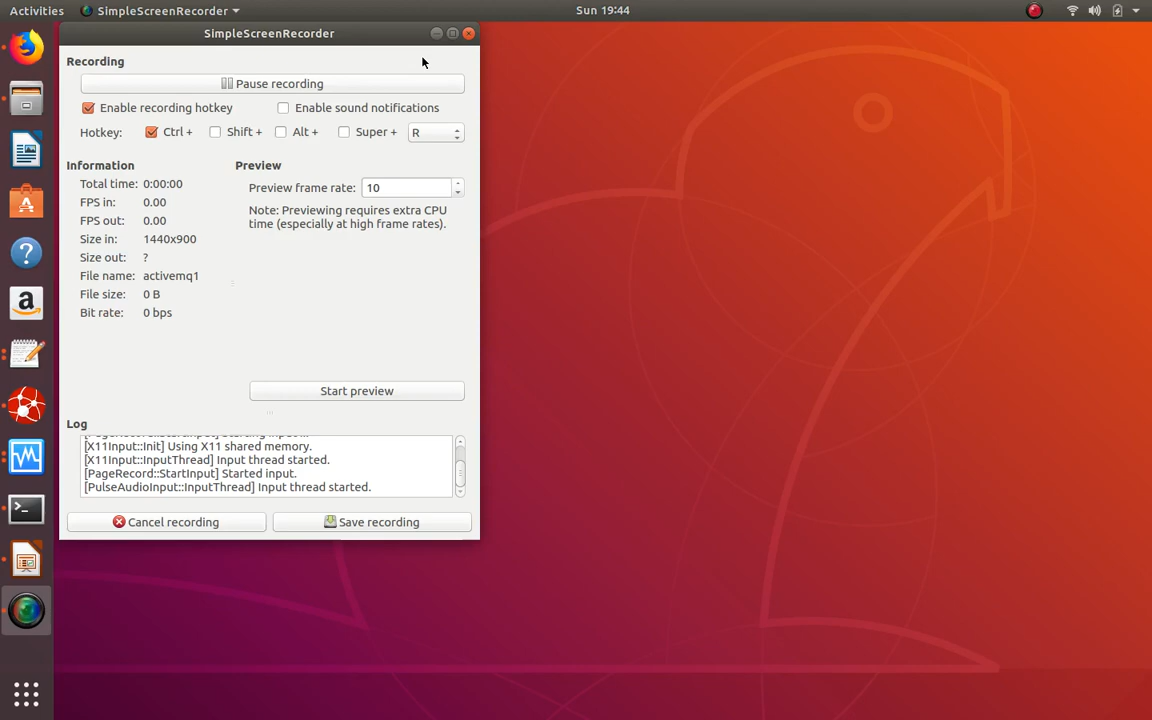 Activities SimpleScreenRecorder Sun 19:44
SimpleScreenRecorder
Recording
Pause recording
Enable recording hotkey Enable sound notifications
Hotkey: Ctrl + Shift + Alt + Super + R
Information Preview
Total time: 0:00:00
Preview frame rate: 10
FPS in: 0.00
Note: Previewing requires extra CPU
time (especially at high frame rates).
FPS out: 0.00
Size in: 1440x900
Size out: ?
File name: activemq1
File size: 0 B
Bit rate: 0 bps
Start preview
Log
[X11Input::Init] Using X11 shared memory.
[X11Input::InputThread] Input thread started.
[PageRecord::StartInput] Started input.
[PulseAudioInput::InputThread] Input thread started.
Cancel recording Save recording